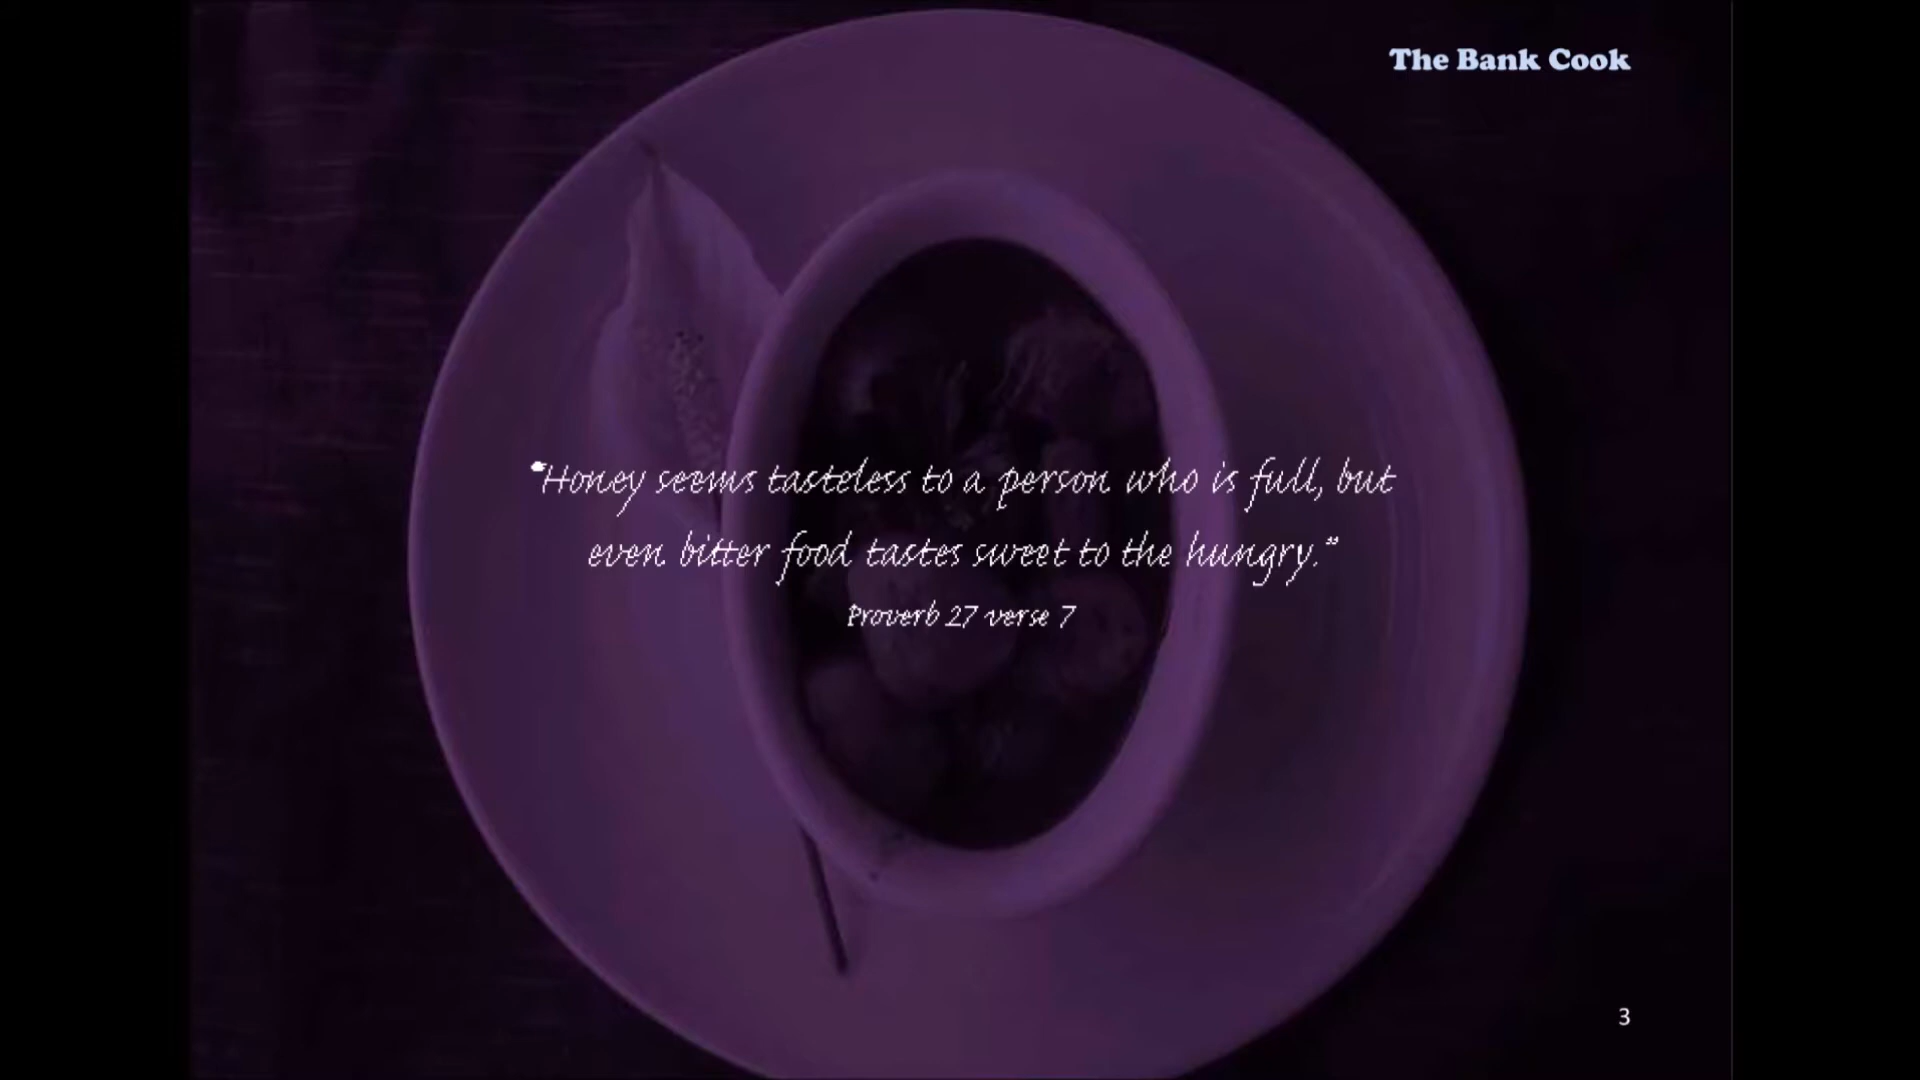 The Bank Cook
“Honey seems tasteless to a person who is full, but
even bitter food tastes sweet to the hungry.”
Proverb 27 verse 7
3